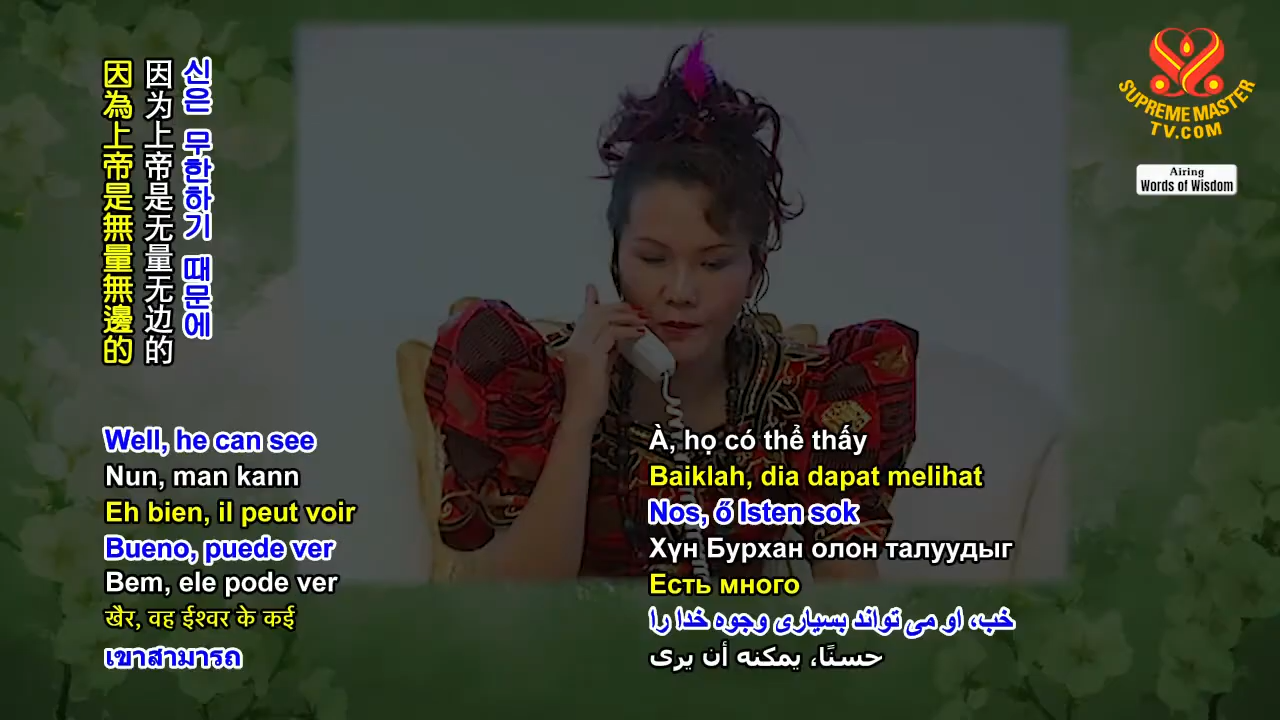 因為上帝是無量無邊的
因为上帝是无量无边的
신은 무한하기 때문에
SUPREME MASTER
TV.COM
Airing
Words of Wisdom
Well, he can see
Nun, man kann
Eh bien, il peut voir
Bueno, puede ver
Bem, ele pode ver
खैर, वह ईश्वर के कई
เขาสามารถ
À, họ có thể thấy
Baiklah, dia dapat melihat
Nos, ő Isten sok
Хүн Бурхан олон талуудыг
Есть много
خب، او می تواند بسیاری وجوه خدا را
حسنًا، يمكنه أن يرى